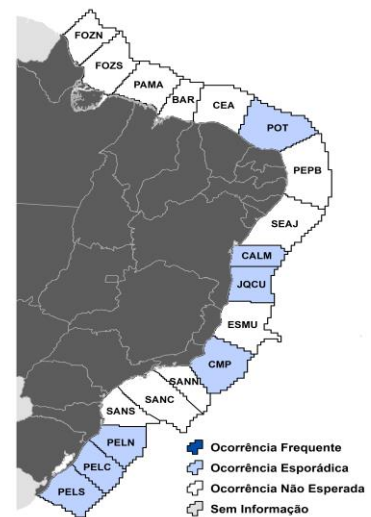 FOZN
FOZS
PAMA
BAR
CEA
POT
PEPB
SEAJ
CALM
JQCU
ESMU
CMP
SANN
SANC
SANS
PELN
PELC
PELS
Ocorrência Frequente
Ocorrência Esporádica
Ocorrência Não Esperada
Sem Informação